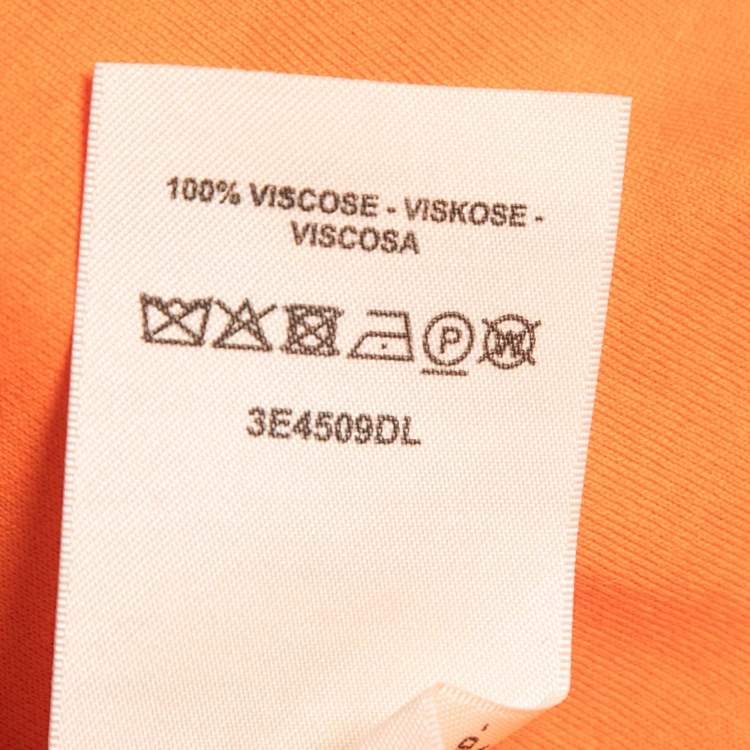 100% VISCOSE - VISKOSE -
VISCOSA
P W
3E4509DL